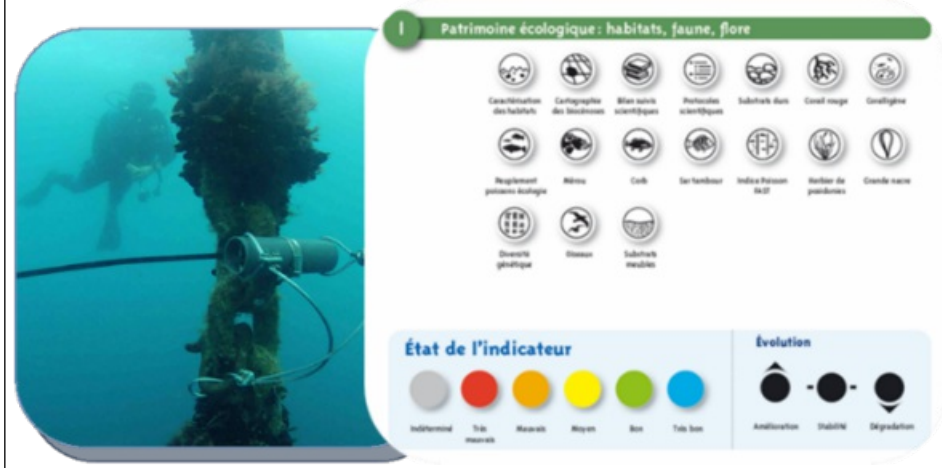 I Patrimoine écologique : habitats, faune, flore
Caractérisation des habitats
Cartographie des biocénoses
Bilan suivis scientifiques
Protocoles scientifiques
Substrats durs
Corail rouge
Coralligène
Peuplement poissons écologie
Mérou
Corb
Sar tambour
Indice Poisson FAST
Herbier de posidonies
Grande nacre
Diversité génétique
Oiseaux
Substrats meubles
État de l'indicateur
Évolution
Indéterminé
Très mauvais
Mauvais
Moyen
Bon
Très bon
Amélioration
Stabilité
Dégradation